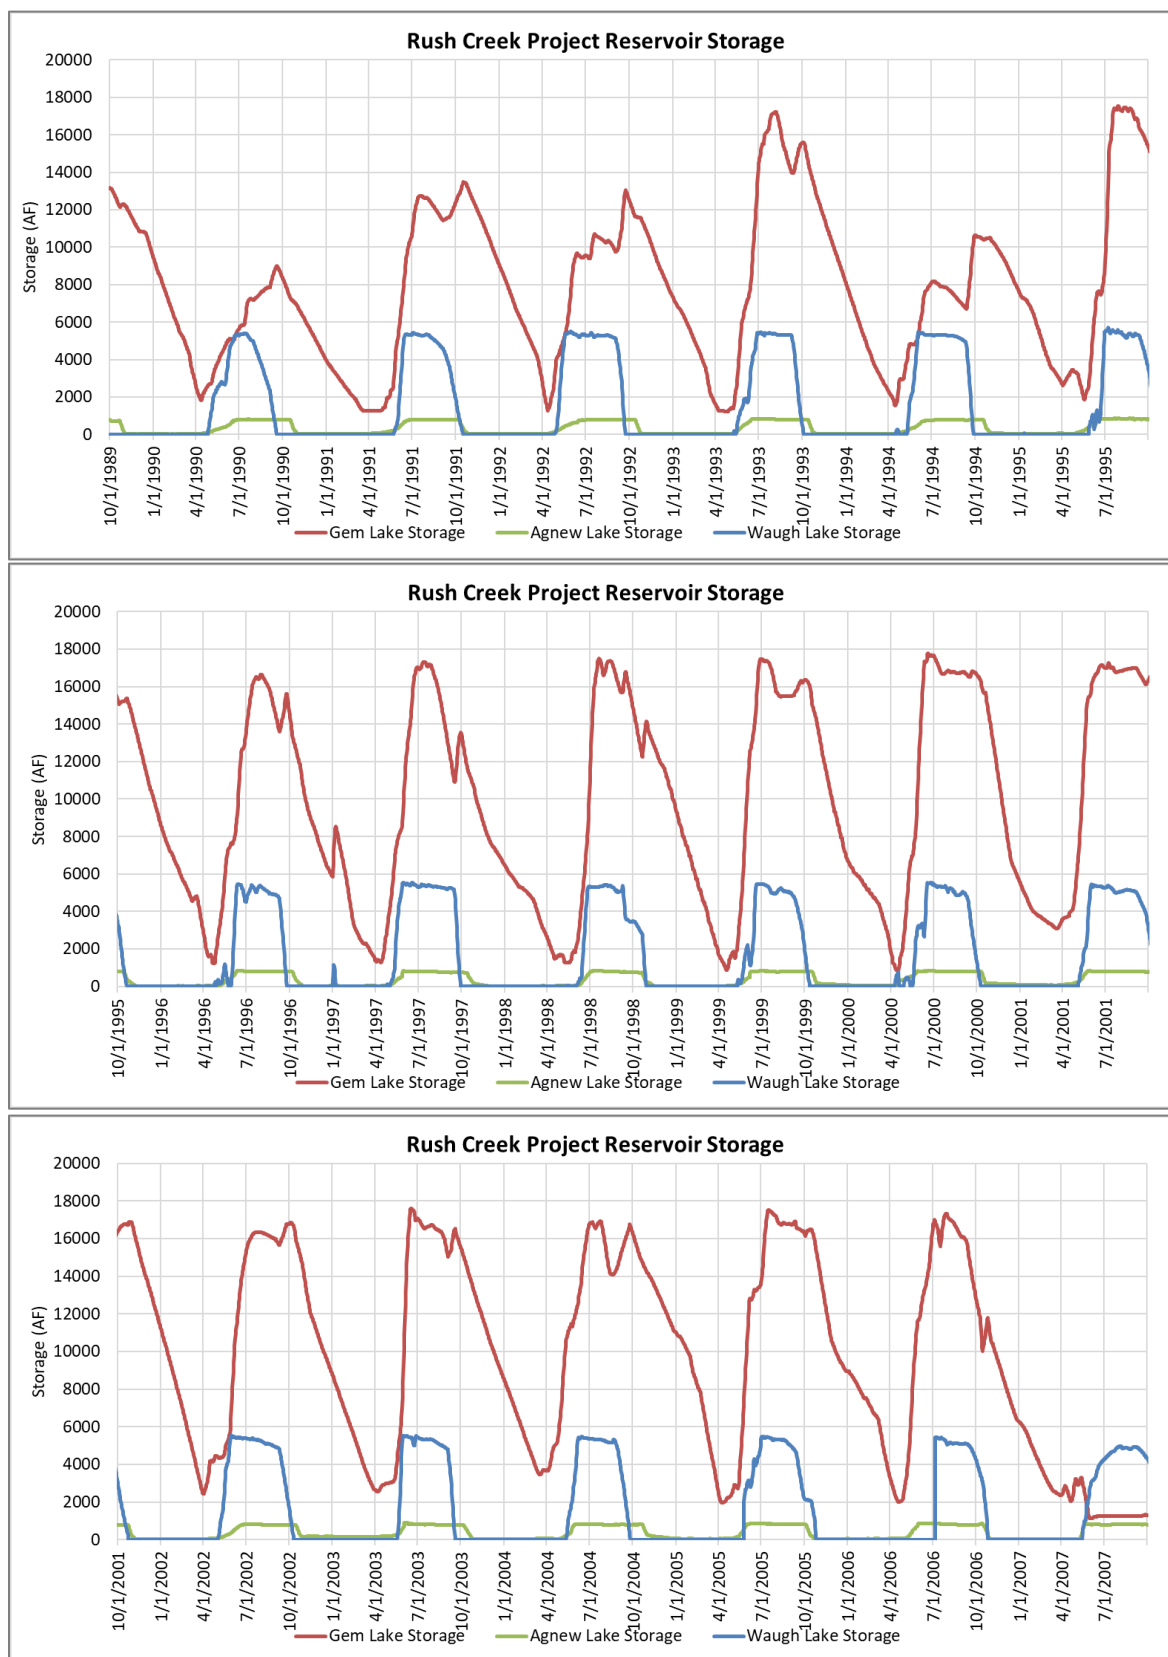 Rush Creek Project Reservoir Storage
20000
18000
16000
14000
12000
10000
8000
6000
4000
2000
0
Storage (AF)
10/1/1989 1/1/1990 4/1/1990 7/1/1990 10/1/1990 1/1/1991 4/1/1991 7/1/1991 10/1/1991 1/1/1992 4/1/1992 7/1/1992 10/1/1992 1/1/1993 4/1/1993 7/1/1993 10/1/1993 1/1/1994 4/1/1994 7/1/1994 10/1/1994 1/1/1995 4/1/1995 7/1/1995
Gem Lake Storage Agnew Lake Storage Waugh Lake Storage
Rush Creek Project Reservoir Storage
20000
18000
16000
14000
12000
10000
8000
6000
4000
2000
0
Storage (AF)
10/1/1995 1/1/1996 4/1/1996 7/1/1996 10/1/1996 1/1/1997 4/1/1997 7/1/1997 10/1/1997 1/1/1998 4/1/1998 7/1/1998 10/1/1998 1/1/1999 4/1/1999 7/1/1999 10/1/1999 1/1/2000 4/1/2000 7/1/2000 10/1/2000 1/1/2001 4/1/2001 7/1/2001
Gem Lake Storage Agnew Lake Storage Waugh Lake Storage
Rush Creek Project Reservoir Storage
20000
18000
16000
14000
12000
10000
8000
6000
4000
2000
0
Storage (AF)
10/1/2001 1/1/2002 4/1/2002 7/1/2002 10/1/2002 1/1/2003 4/1/2003 7/1/2003 10/1/2003 1/1/2004 4/1/2004 7/1/2004 10/1/2004 1/1/2005 4/1/2005 7/1/2005 10/1/2005 1/1/2006 4/1/2006 7/1/2006 10/1/2006 1/1/2007 4/1/2007 7/1/2007
Gem Lake Storage Agnew Lake Storage Waugh Lake Storage